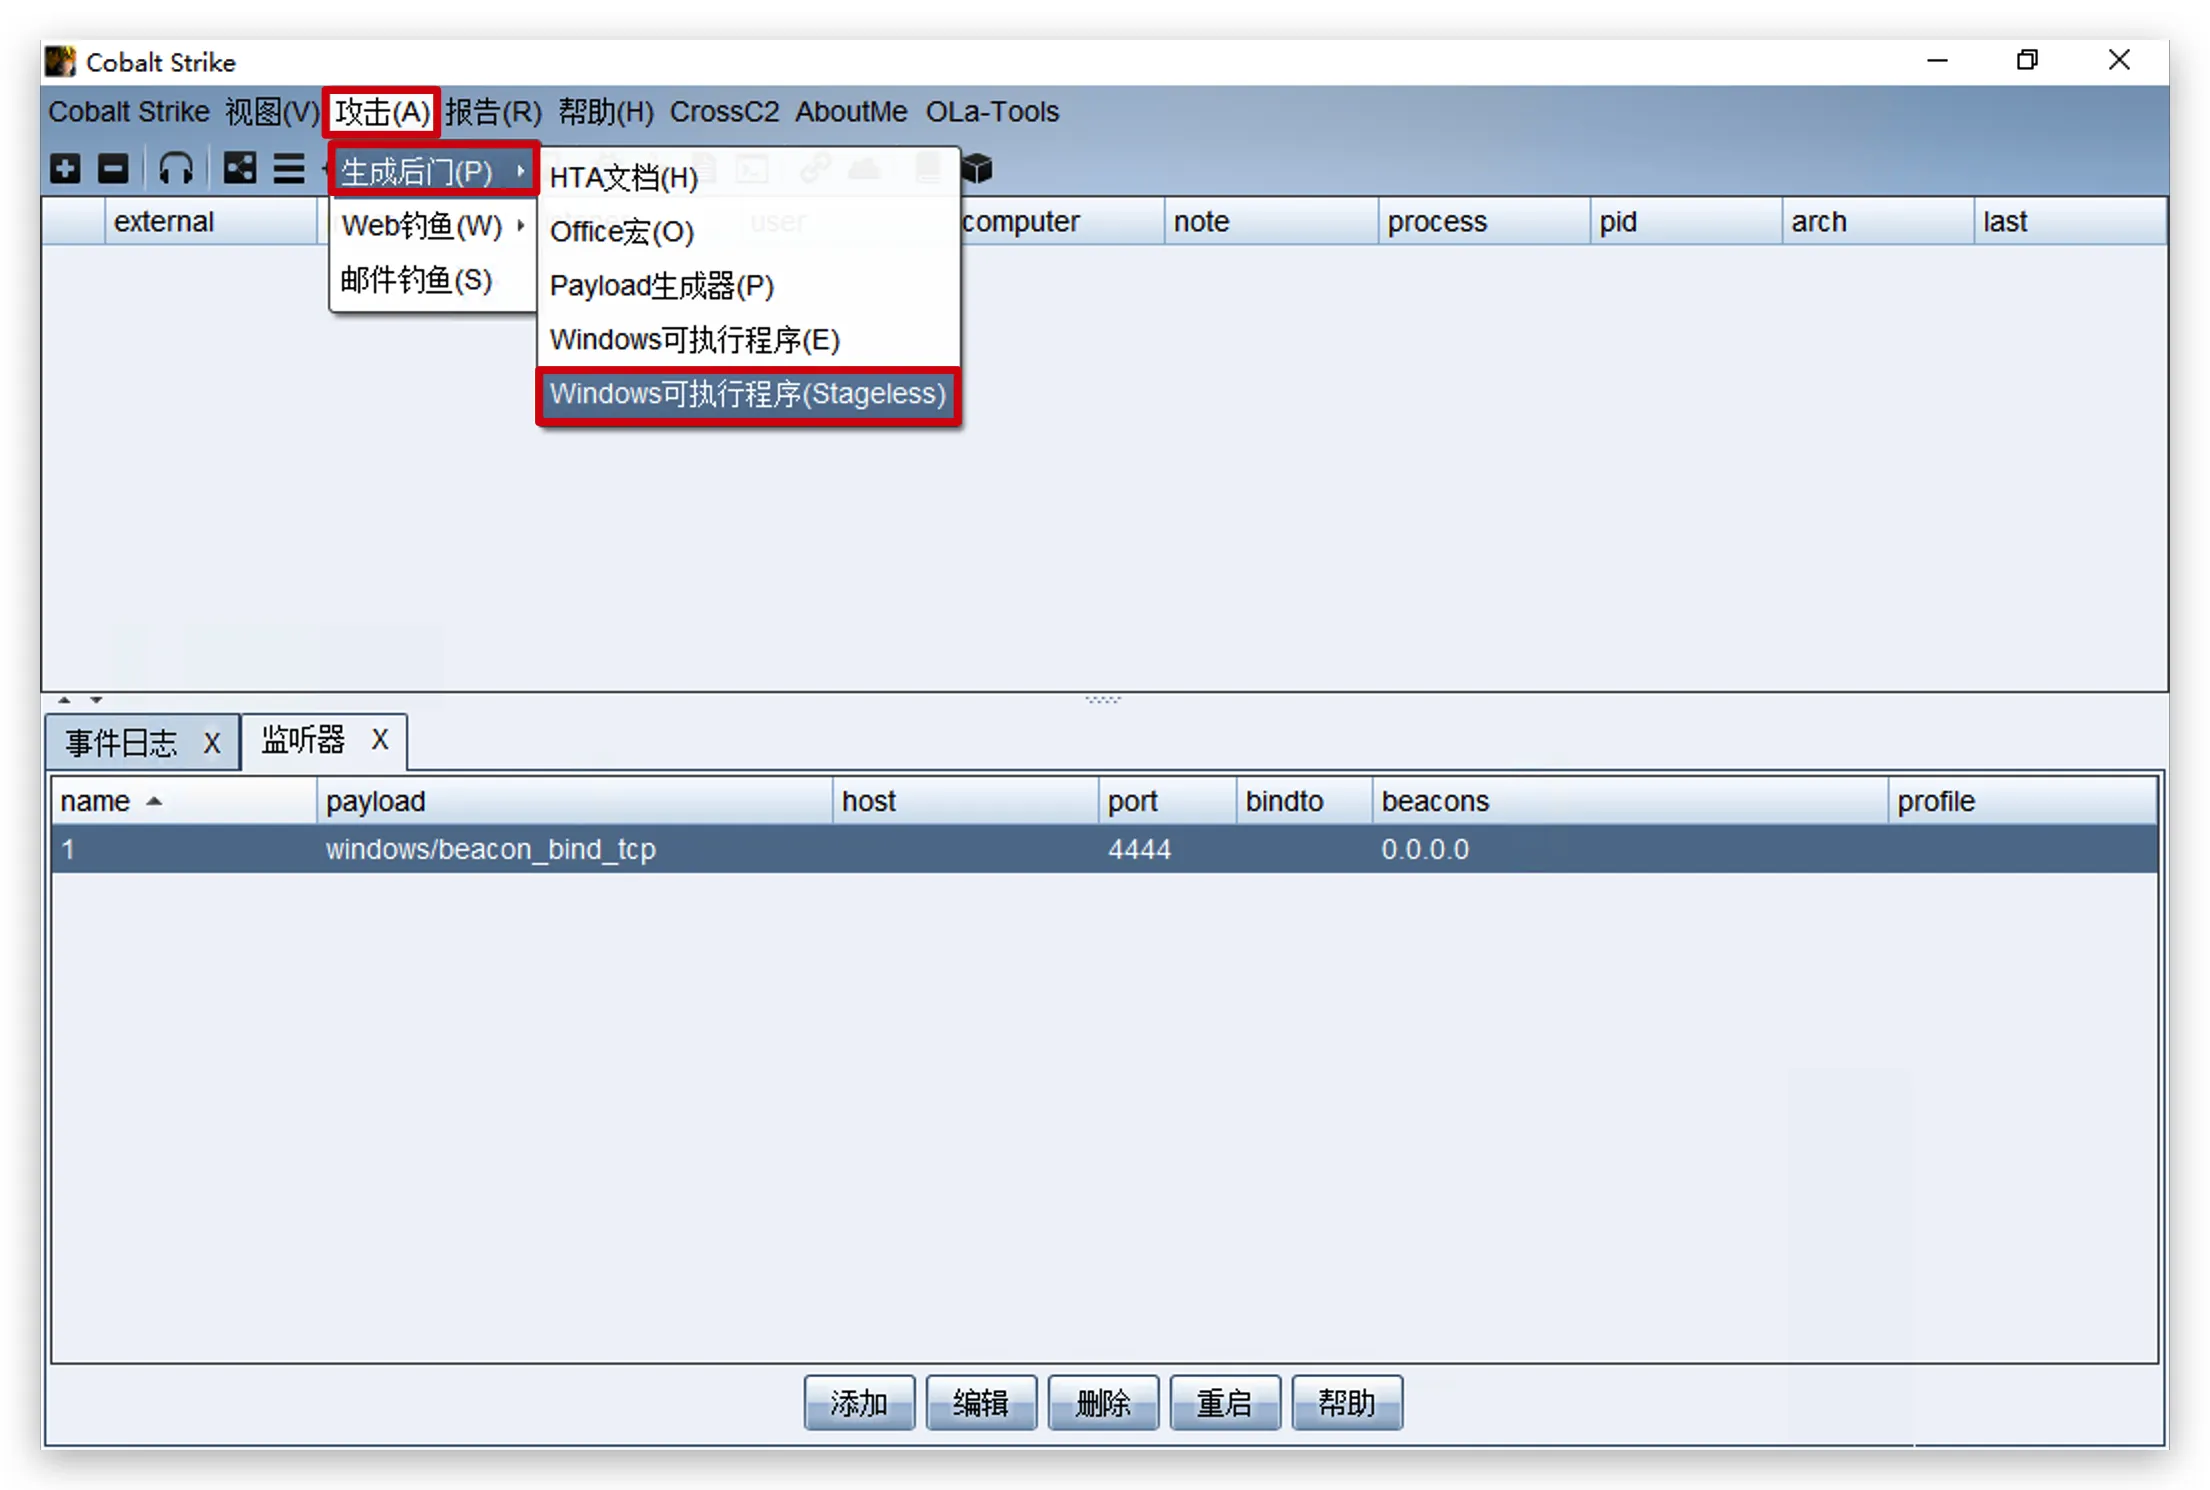 Cobalt Strike
Cobalt Strike 视图(V) 攻击(A) 报告(R) 帮助(H) CrossC2 AboutMe OLa-Tools
生成后门(P)
Web钓鱼(W)
邮件钓鱼(S)
HTA文档(H)
Office宏(O)
Payload生成器(P)
Windows可执行程序(E)
Windows可执行程序(Stageless)
external user computer note process pid arch last
事件日志 X 监听器 X
name payload host port bindto beacons profile
1 windows/beacon_bind_tcp 4444 0.0.0.0
添加 编辑 删除 重启 帮助